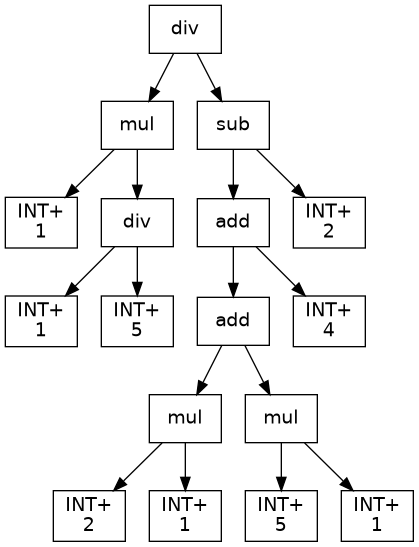 div
mul
sub
INT+
1
div
add
INT+
2
INT+
1
INT+
5
add
INT+
4
mul
mul
INT+
2
INT+
1
INT+
5
INT+
1